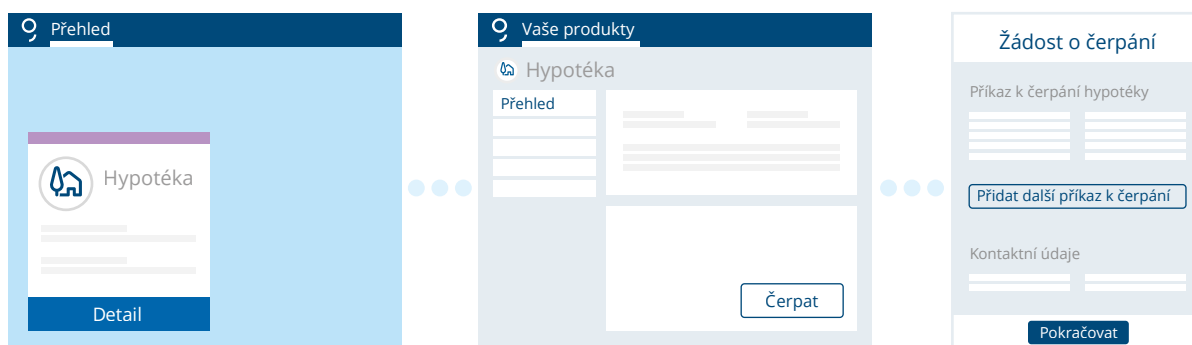 Přehled
Hypotéka
Detail
Vaše produkty
Hypotéka
Přehled
Čerpat
Žádost o čerpání
Příkaz k čerpání hypotéky
Přidat další příkaz k čerpání
Kontaktní údaje
Pokračovat